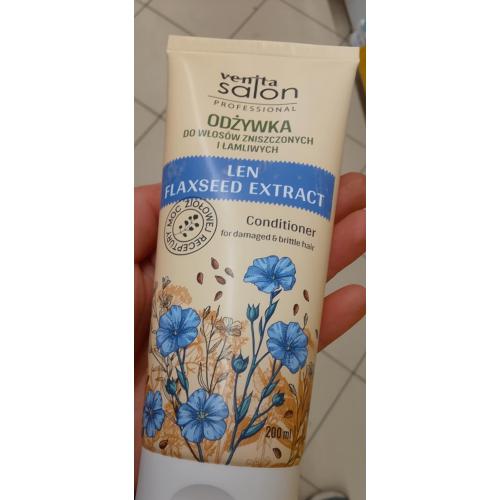 venita
salon
PROFESSIONAL
ODŻYWKA
DO WŁOSÓW ZNISZCZONYCH
I ŁAMLIWYCH
LEN
FLAXSEED EXTRACT
MOC ZIOŁOWEJ RECEPTURY
Conditioner
for damaged & brittle hair
200 ml